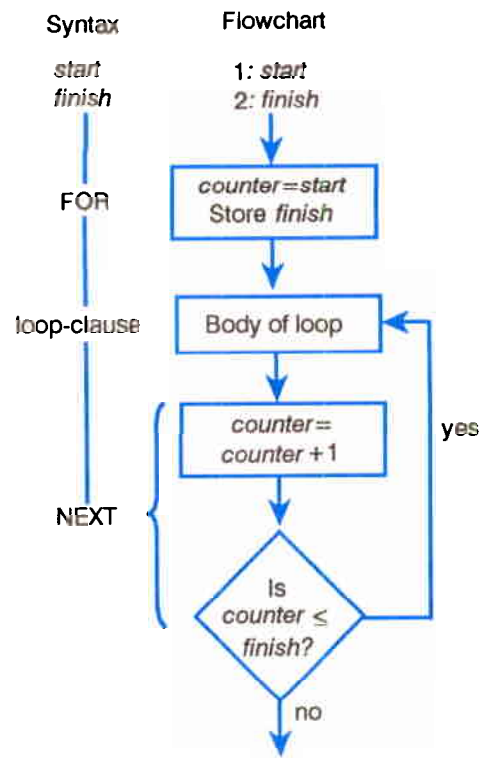 Syntax
Flowchart
start
finish
1: start
2: finish
FOR
counter=start
Store finish
loop-clause
Body of loop
counter=
counter+1
yes
NEXT
Is
counter ≤
finish?
no